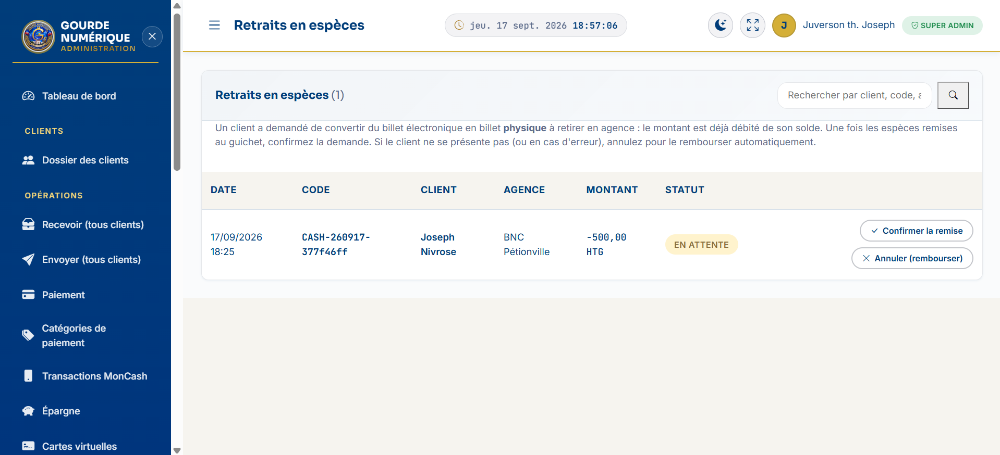 GOURDE
NUMÉRIQUE
ADMINISTRATION
Tableau de bord
CLIENTS
Dossier des clients
OPÉRATIONS
Recevoir (tous clients)
Envoyer (tous clients)
Paiement
Catégories de
paiement
Transactions MonCash
Épargne
Cartes virtuelles
Retraits en espèces
jeu. 17 sept. 2026 18:57:06
J
Juverson th. Joseph
SUPER ADMIN
Retraits en espèces (1)
Rechercher par client, code, a
Un client a demandé de convertir du billet électronique en billet physique à retirer en agence : le montant est déjà débité de son solde. Une fois les espèces remises
au guichet, confirmez la demande. Si le client ne se présente pas (ou en cas d'erreur), annulez pour le rembourser automatiquement.
DATE CODE CLIENT AGENCE MONTANT STATUT
17/09/2026
18:25
CASH-260917-
377f46ff
Joseph
Nivrose
BNC
Pétionville
-500,00
HTG
EN ATTENTE
Confirmer la remise
Annuler (rembourser)